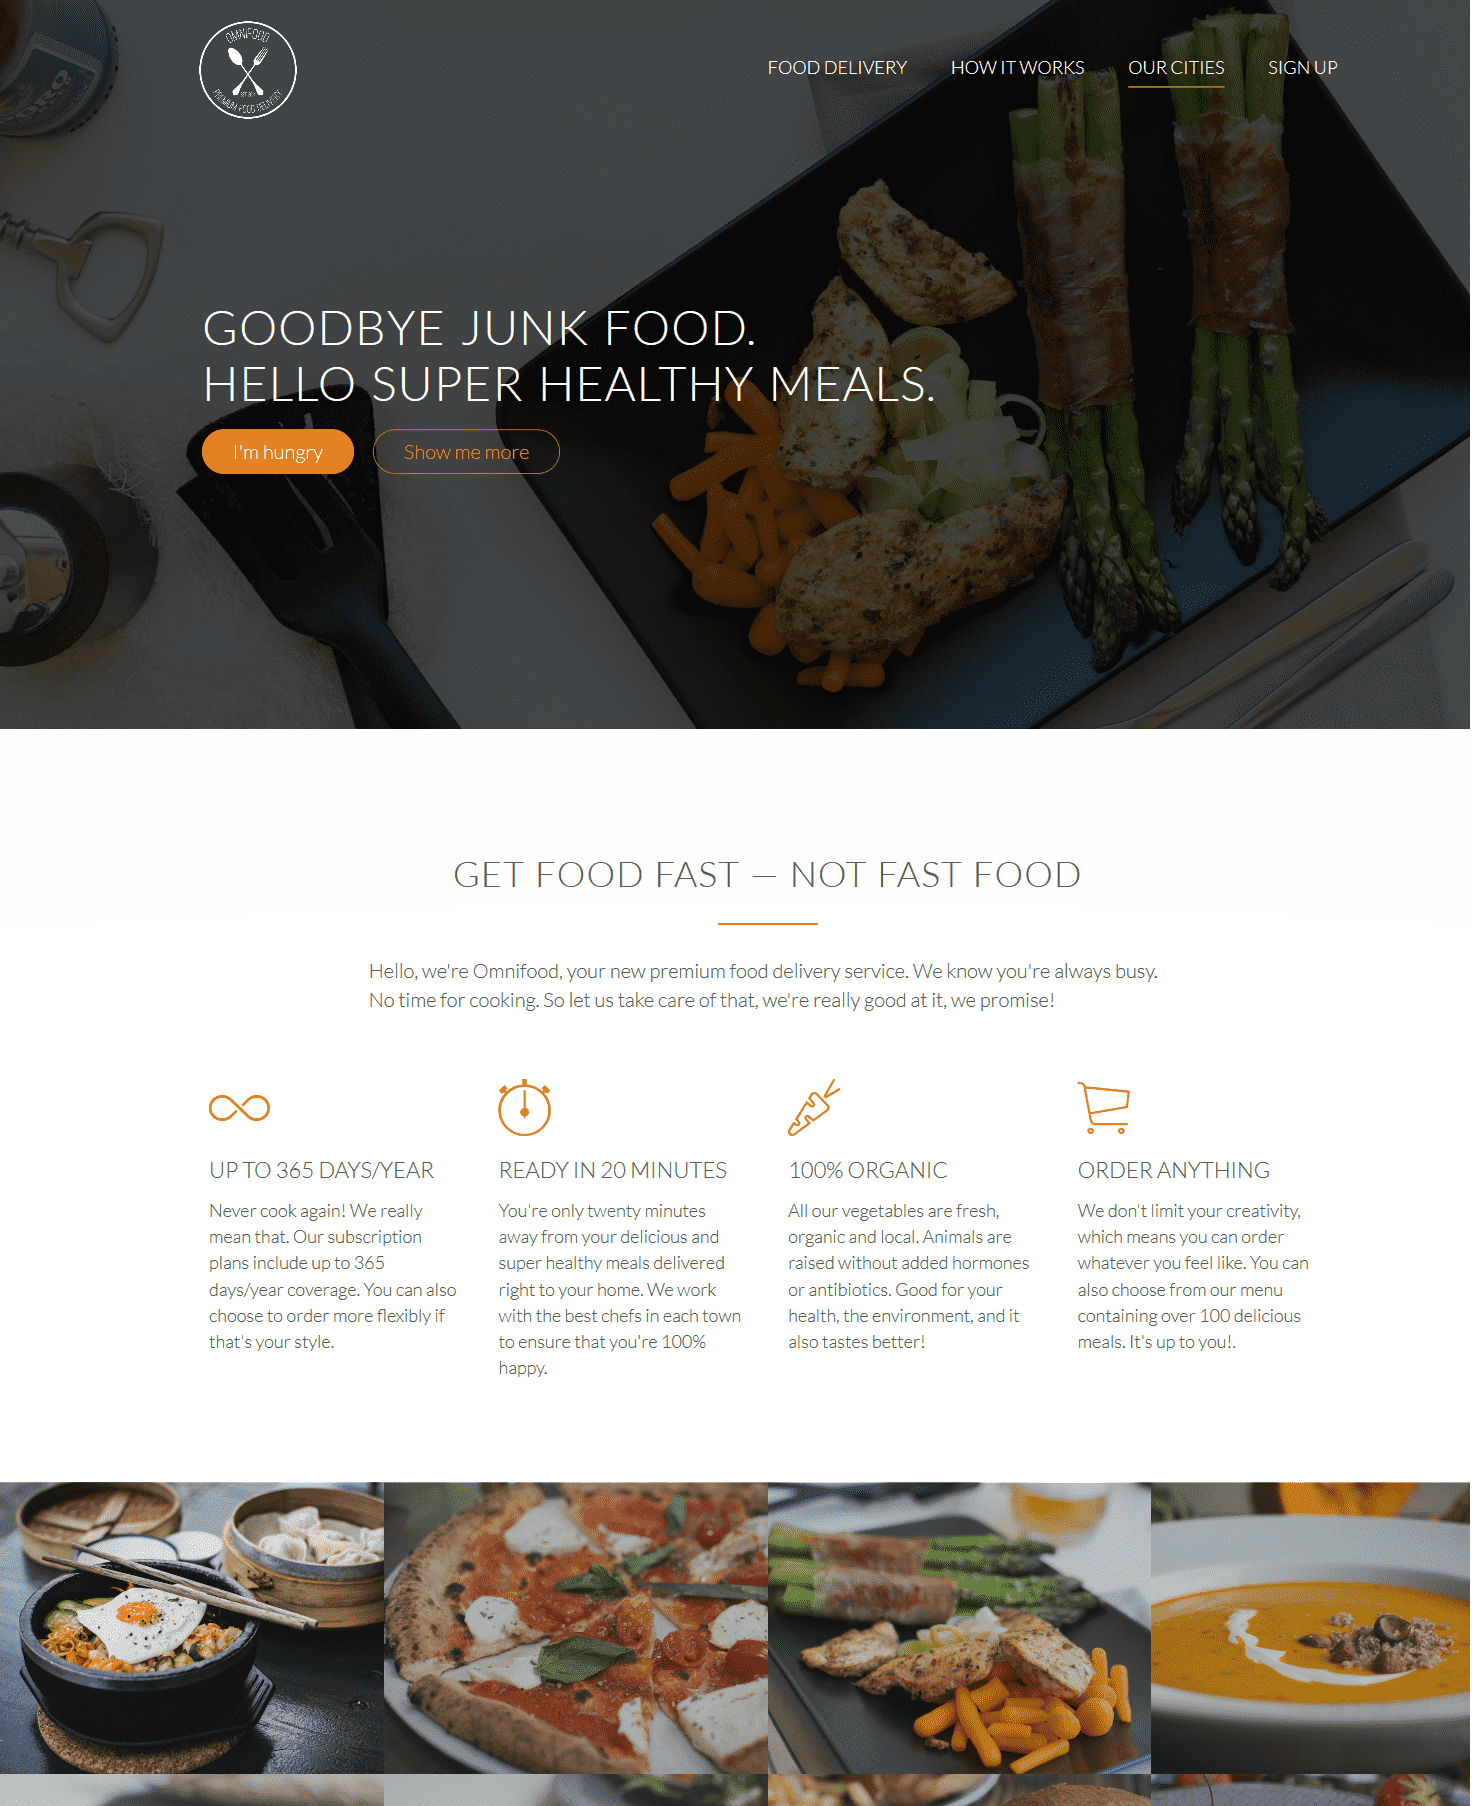 OMNIFOOD
PREMIUM FOOD DELIVERY
FOOD DELIVERY
HOW IT WORKS
OUR CITIES
SIGN UP
GOODBYE JUNK FOOD.
HELLO SUPER HEALTHY MEALS.
I'm hungry
Show me more
GET FOOD FAST — NOT FAST FOOD
Hello, we're Omnifood, your new premium food delivery service. We know you're always busy.
No time for cooking. So let us take care of that, we're really good at it, we promise!
UP TO 365 DAYS/YEAR
Never cook again! We really
mean that. Our subscription
plans include up to 365
days/year coverage. You can also
choose to order more flexibly if
that's your style.
READY IN 20 MINUTES
You're only twenty minutes
away from your delicious and
super healthy meals delivered
right to your home. We work
with the best chefs in each town
to ensure that you're 100%
happy.
100% ORGANIC
All our vegetables are fresh,
organic and local. Animals are
raised without added hormones
or antibiotics. Good for your
health, the environment, and it
also tastes better!
ORDER ANYTHING
We don't limit your creativity,
which means you can order
whatever you feel like. You can
also choose from our menu
containing over 100 delicious
meals. It's up to you!.